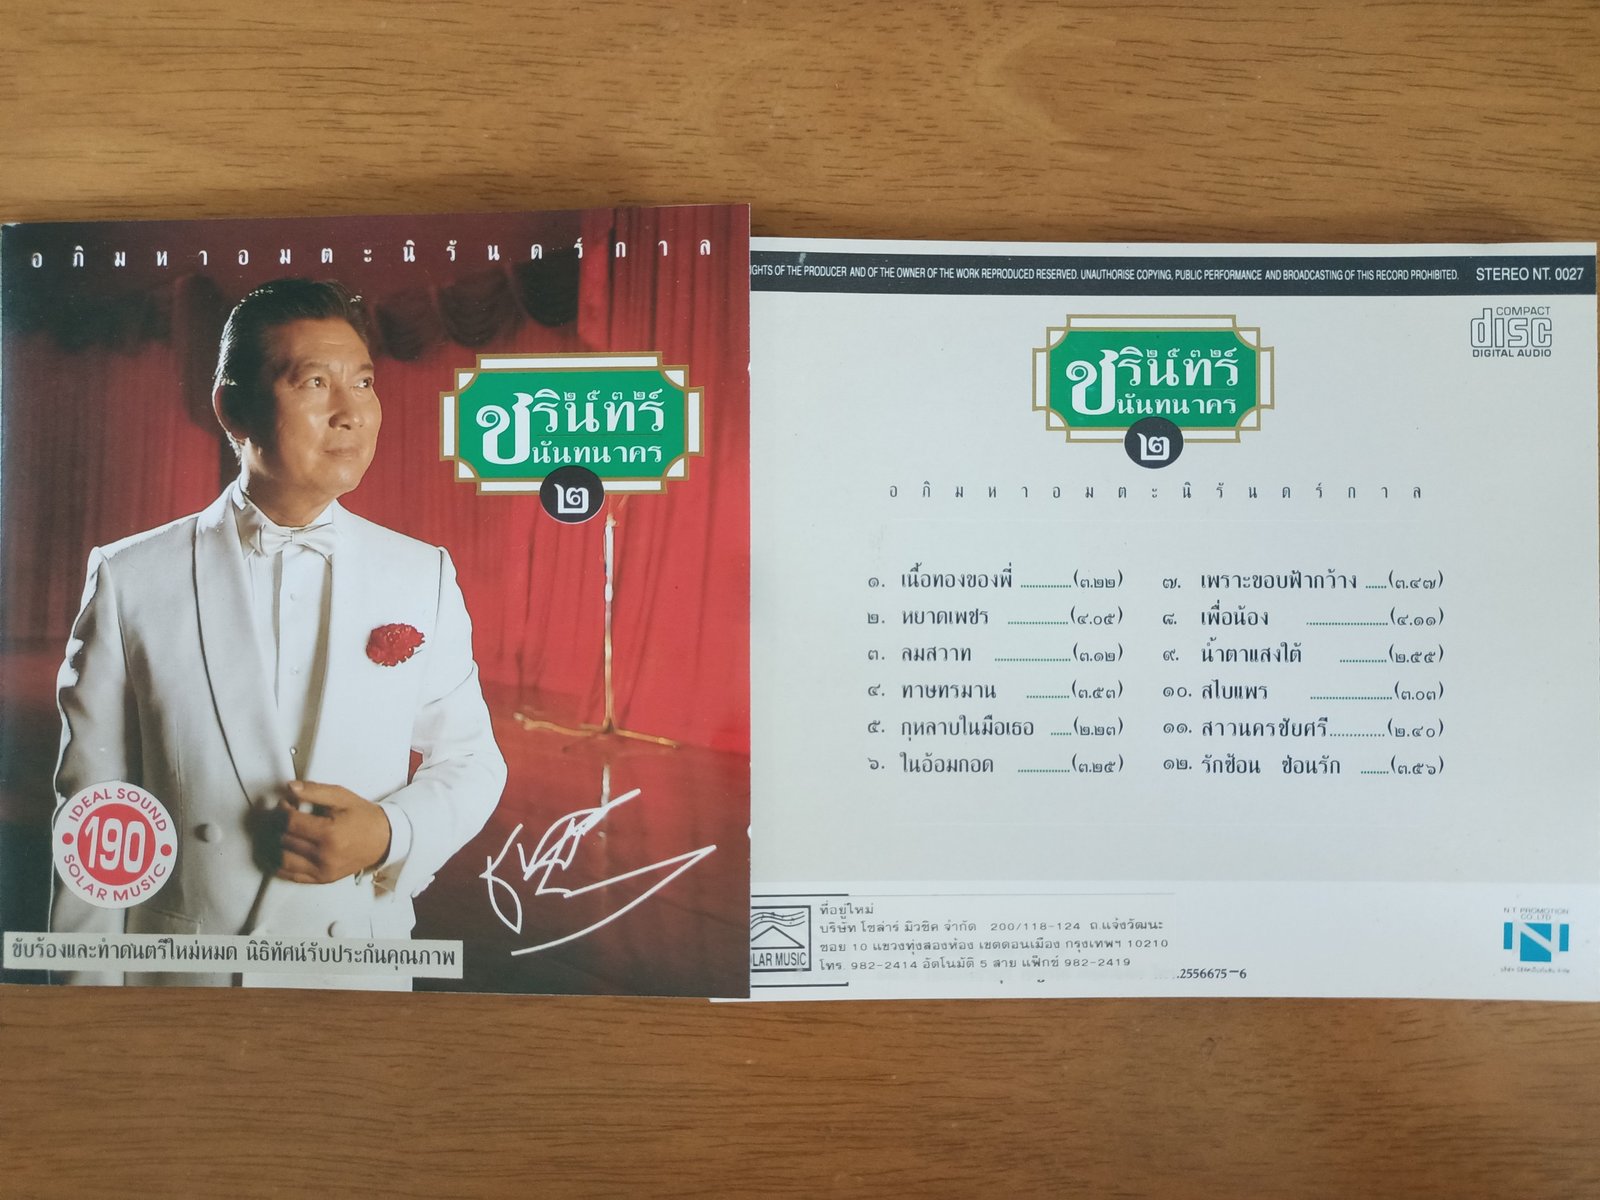 อภิมหาอมตะนิรันดร์กาล
๒๕๓๒
ชรินทร์
นันทนาคร
๒
IDEAL SOUND
190
SOLAR MUSIC
ขับร้องและทำดนตรีใหม่หมด นิธิทัศน์รับประกันคุณภาพ
IGHTS OF THE PRODUCER AND OF THE OWNER OF THE WORK REPRODUCED RESERVED. UNAUTHORISE COPYING, PUBLIC PERFORMANCE AND BROADCASTING OF THIS RECORD PROHIBITED. STEREO NT. 0027
COMPACT
disc
DIGITAL AUDIO
๒๕๓๒
ชรินทร์
นันทนาคร
๒
อภิมหาอมตะนิรันดร์กาล
๑. เนื้อทองของพี่ ...............(๓.๒๒)
๒. หยาดเพชร ...............(๔.๐๕)
๓. ลมสวาท ...............(๓.๑๒)
๔. ทาษทรมาน ...............(๓.๕๓)
๕. กุหลาบในมือเธอ ......(๒.๒๓)
๖. ในอ้อมกอด ...............(๓.๒๕)
๗. เพราะขอบฟ้ากว้าง ......(๓.๔๗)
๘. เพื่อน้อง ...............(๔.๑๑)
๙. น้ำตาแสงใต้ ...............(๒.๕๕)
๑๐. สไบแพร ...............(๓.๐๓)
๑๑. สาวนครชัยศรี...............(๒.๔๐)
๑๒. รักซ้อน ซ่อนรัก ........(๓.๕๖)
LAR MUSIC
ที่อยู่ใหม่
บริษัท โซล่าร์ มิวซิค จำกัด 200/118-124 ถ.แจ้งวัฒนะ
ซอย 10 แขวงทุ่งสองห้อง เขตดอนเมือง กรุงเทพฯ 10210
โทร. 982-2414 อัตโนมัติ 5 สาย แฟ็กซ์ 982-2419
.2556675-6
N.T PROMOTION
CO.LTD
N